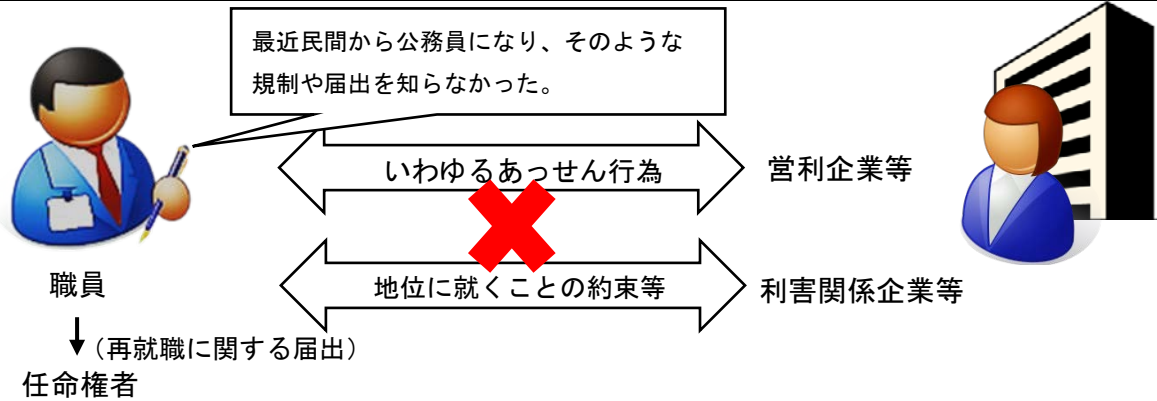 最近民間から公務員になり、そのような
規制や届出を知らなかった。
いわゆるあっせん行為
営利企業等
地位に就くことの約束等
利害関係企業等
職員
（再就職に関する届出）
任命権者